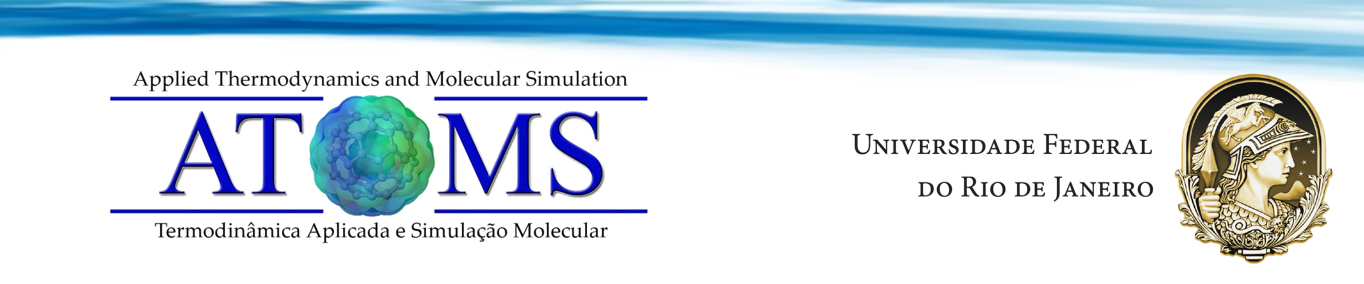 Applied Thermodynamics and Molecular Simulation
ATOMS
Termodinâmica Aplicada e Simulação Molecular
Universidade Federal
do Rio de Janeiro